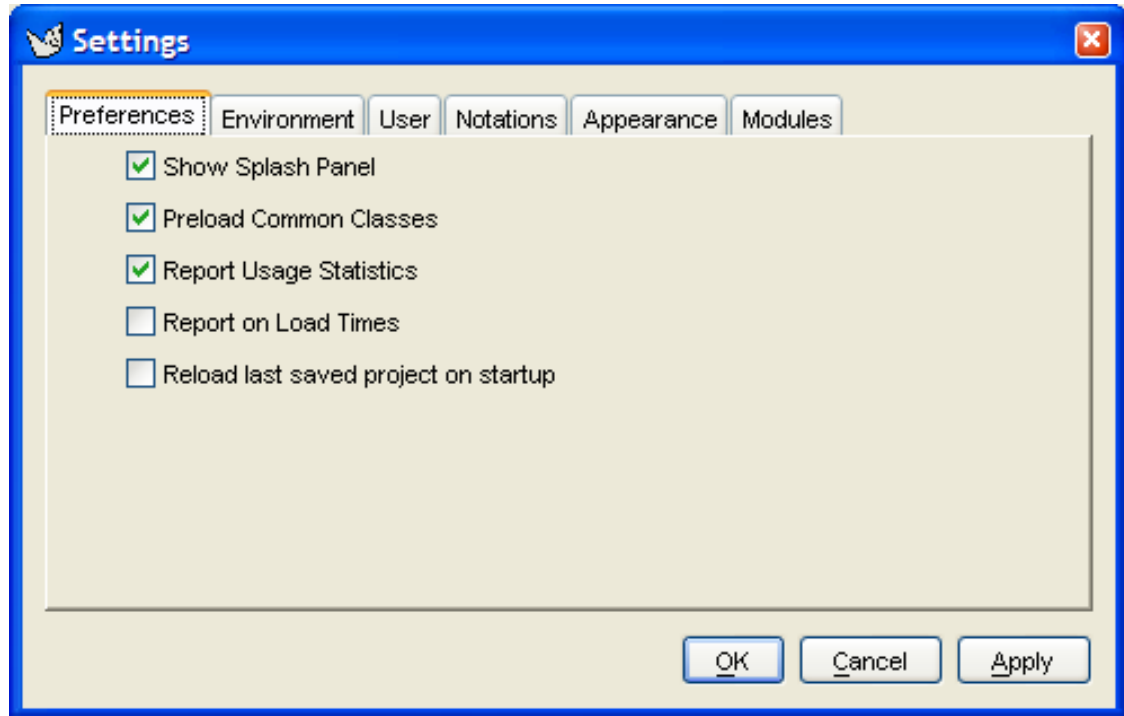 Settings
Preferences Environment User Notations Appearance Modules
Show Splash Panel
Preload Common Classes
Report Usage Statistics
Report on Load Times
Reload last saved project on startup
OK Cancel Apply